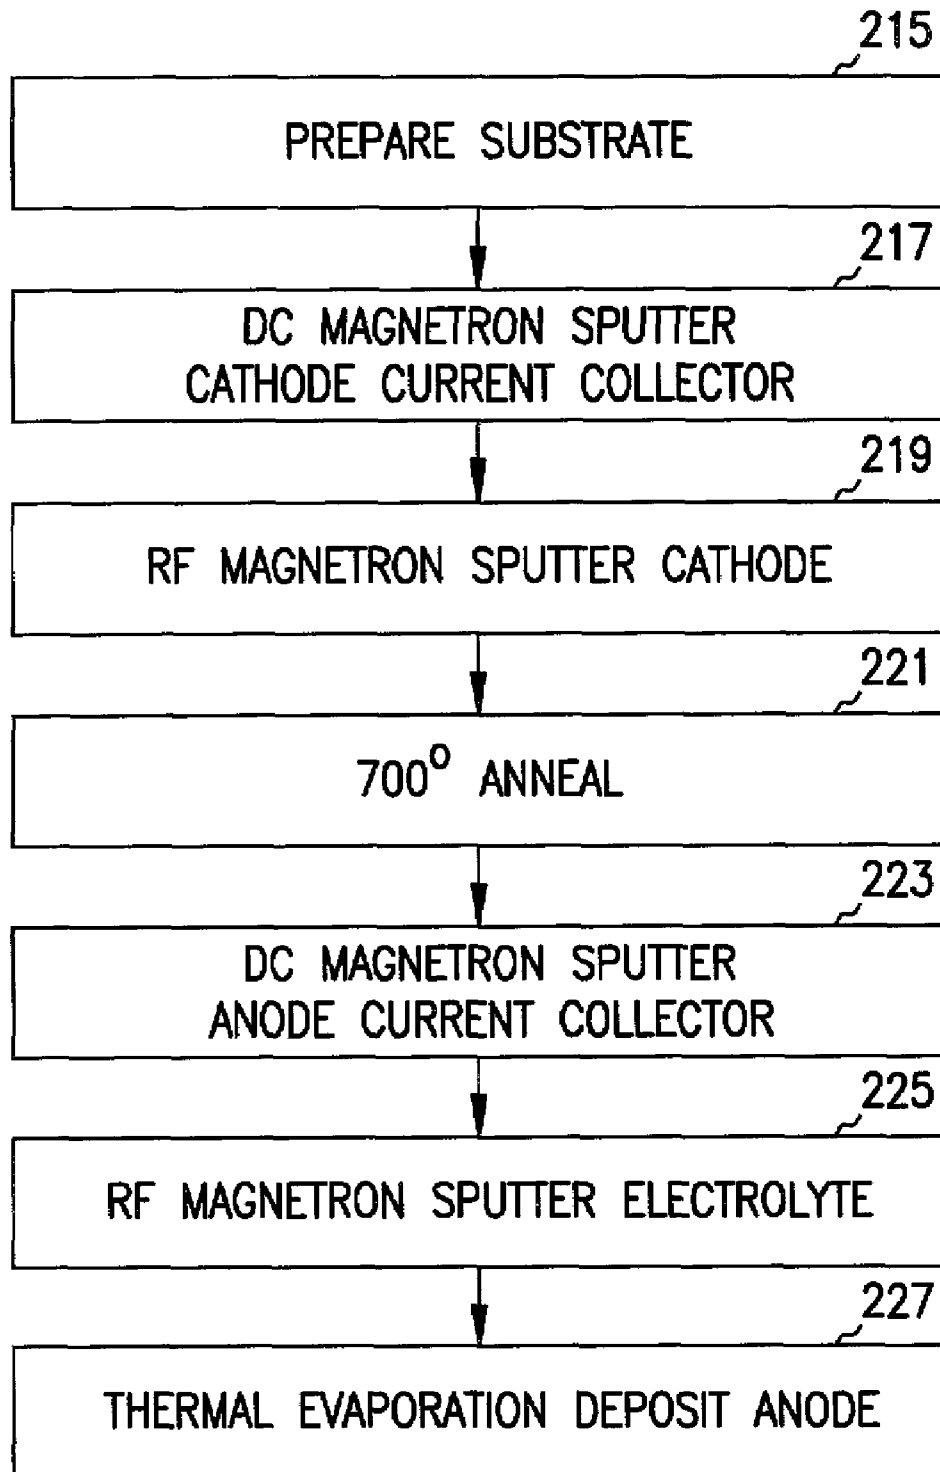 215
PREPARE SUBSTRATE
217
DC MAGNETRON SPUTTER
CATHODE CURRENT COLLECTOR
219
RF MAGNETRON SPUTTER CATHODE
221
700° ANNEAL
223
DC MAGNETRON SPUTTER
ANODE CURRENT COLLECTOR
225
RF MAGNETRON SPUTTER ELECTROLYTE
227
THERMAL EVAPORATION DEPOSIT ANODE